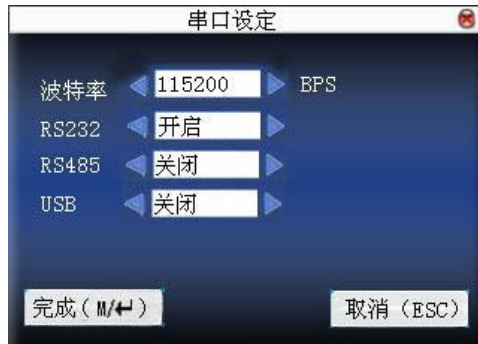 串口设定
波特率 115200 BPS
RS232 开启
RS485 关闭
USB 关闭
完成(M/↵) 取消(ESC)